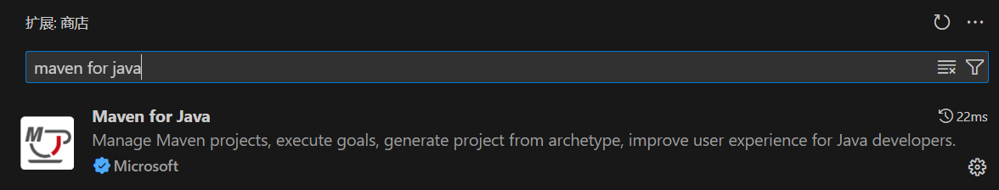 扩展: 商店
maven for java
Maven for Java
22ms
Manage Maven projects, execute goals, generate project from archetype, improve user experience for Java developers.
Microsoft